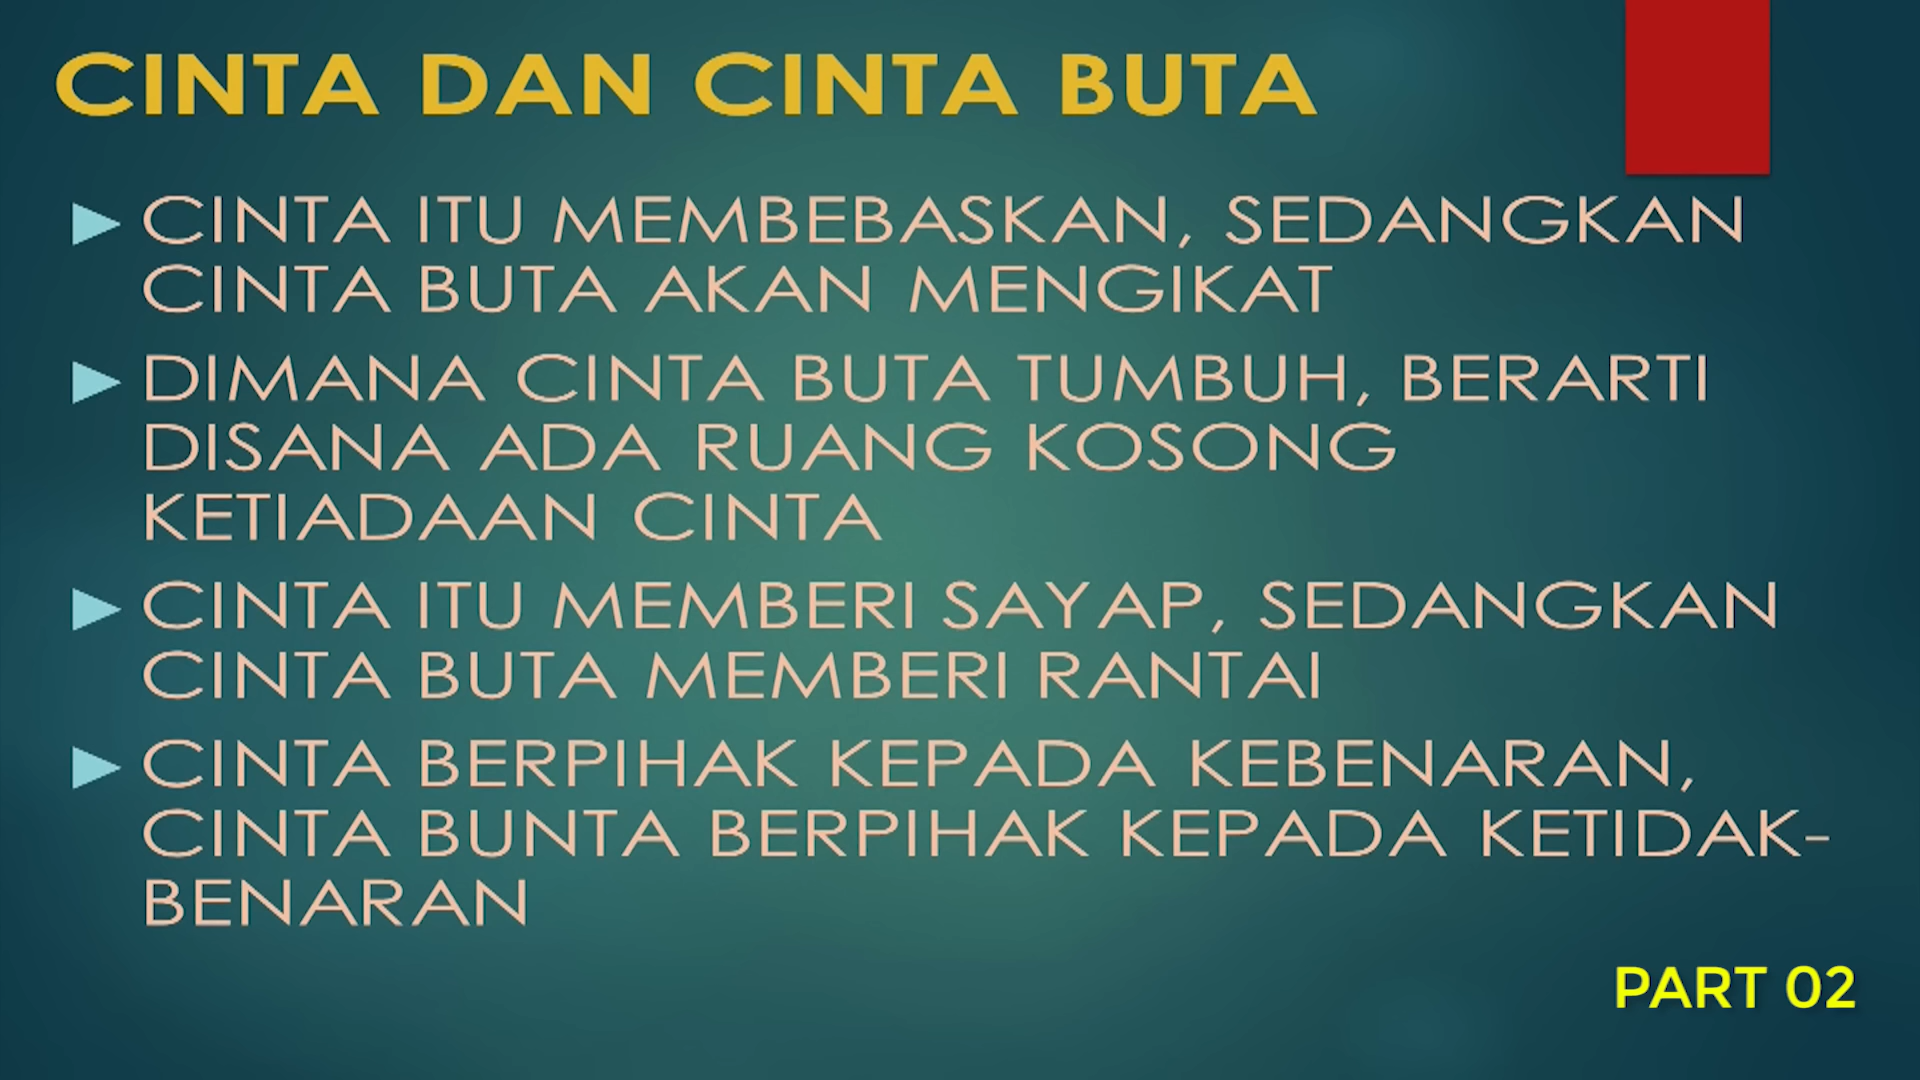 CINTA DAN CINTA BUTA
CINTA ITU MEMBEBASKAN, SEDANGKAN
CINTA BUTA AKAN MENGIKAT
DIMANA CINTA BUTA TUMBUH, BERARTI
DISANA ADA RUANG KOSONG
KETIADAAN CINTA
CINTA ITU MEMBERI SAYAP, SEDANGKAN
CINTA BUTA MEMBERI RANTAI
CINTA BERPIHAK KEPADA KEBENARAN,
CINTA BUNTA BERPIHAK KEPADA KETIDAK-
BENARAN
PART 02